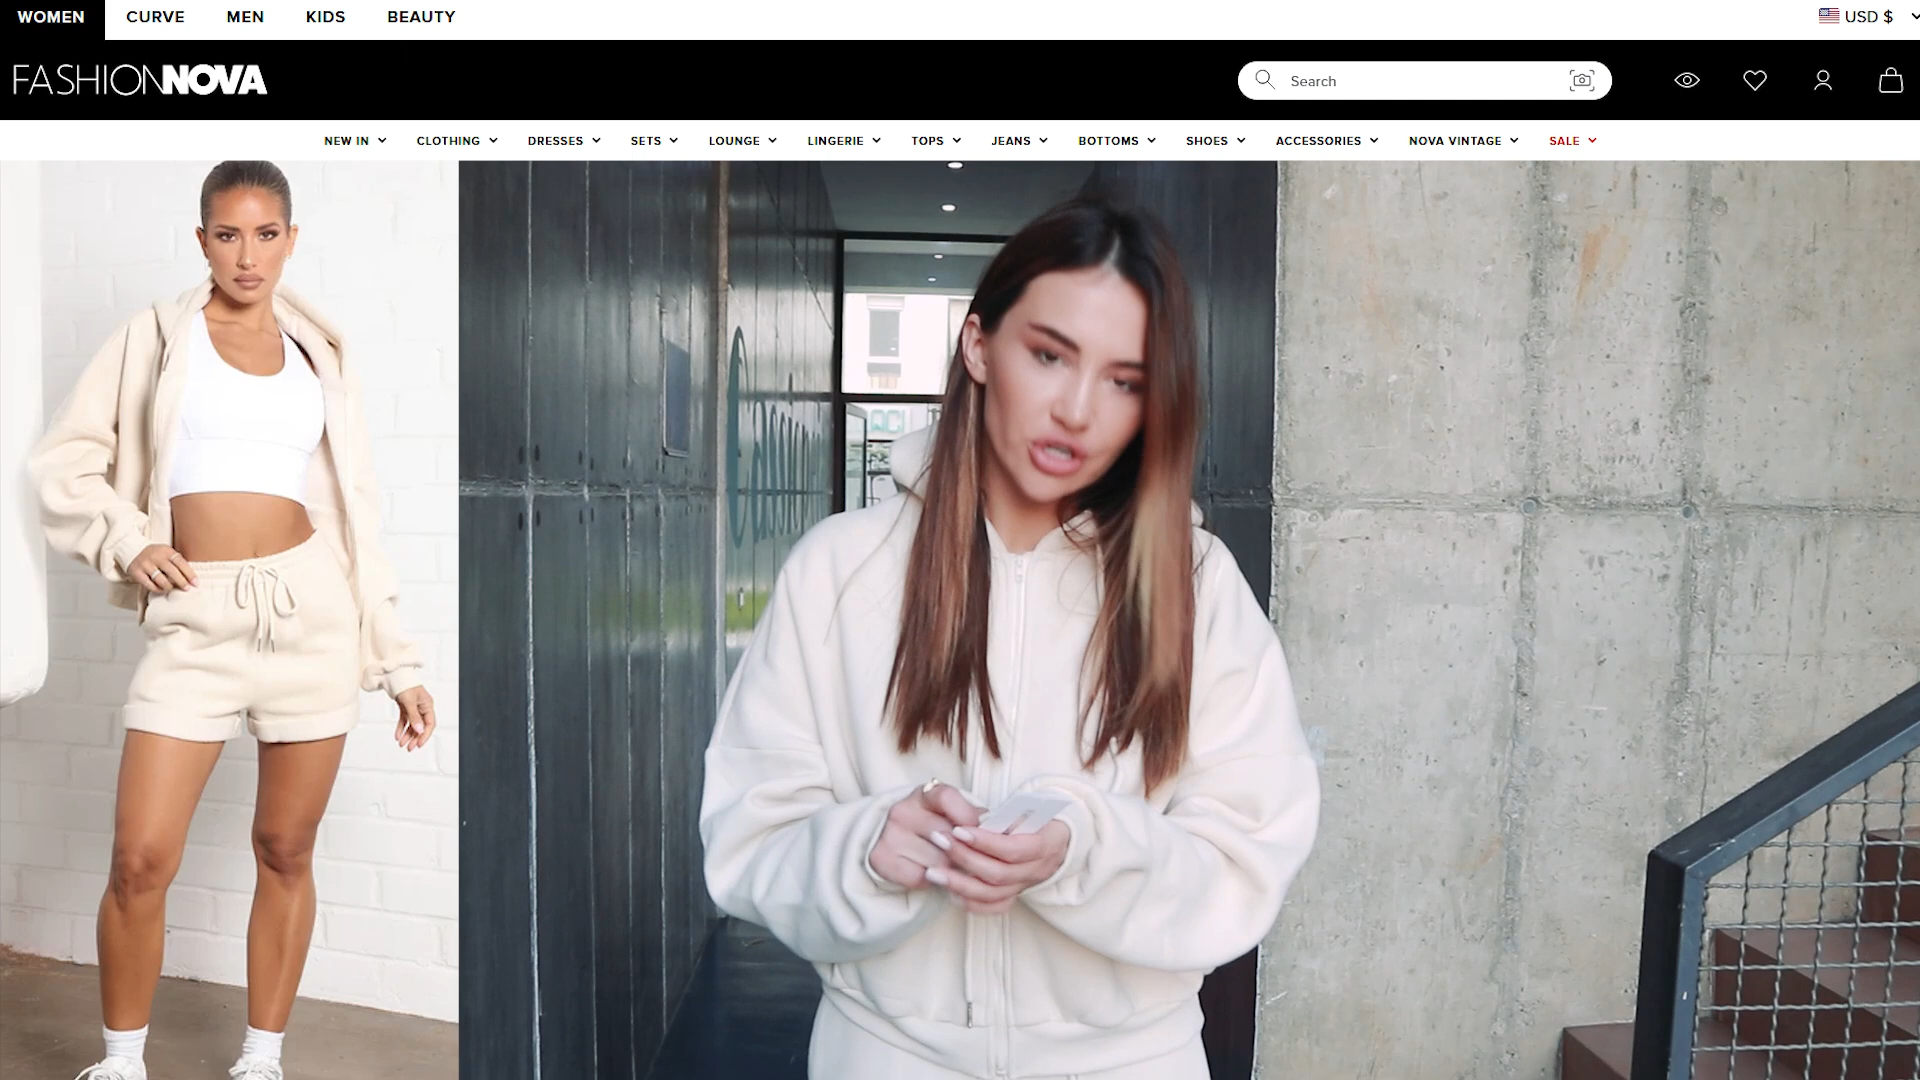 WOMEN CURVE MEN KIDS BEAUTY USD $
FASHIONNOVA Search
NEW IN CLOTHING DRESSES SETS LOUNGE LINGERIE TOPS JEANS BOTTOMS SHOES ACCESSORIES NOVA VINTAGE SALE